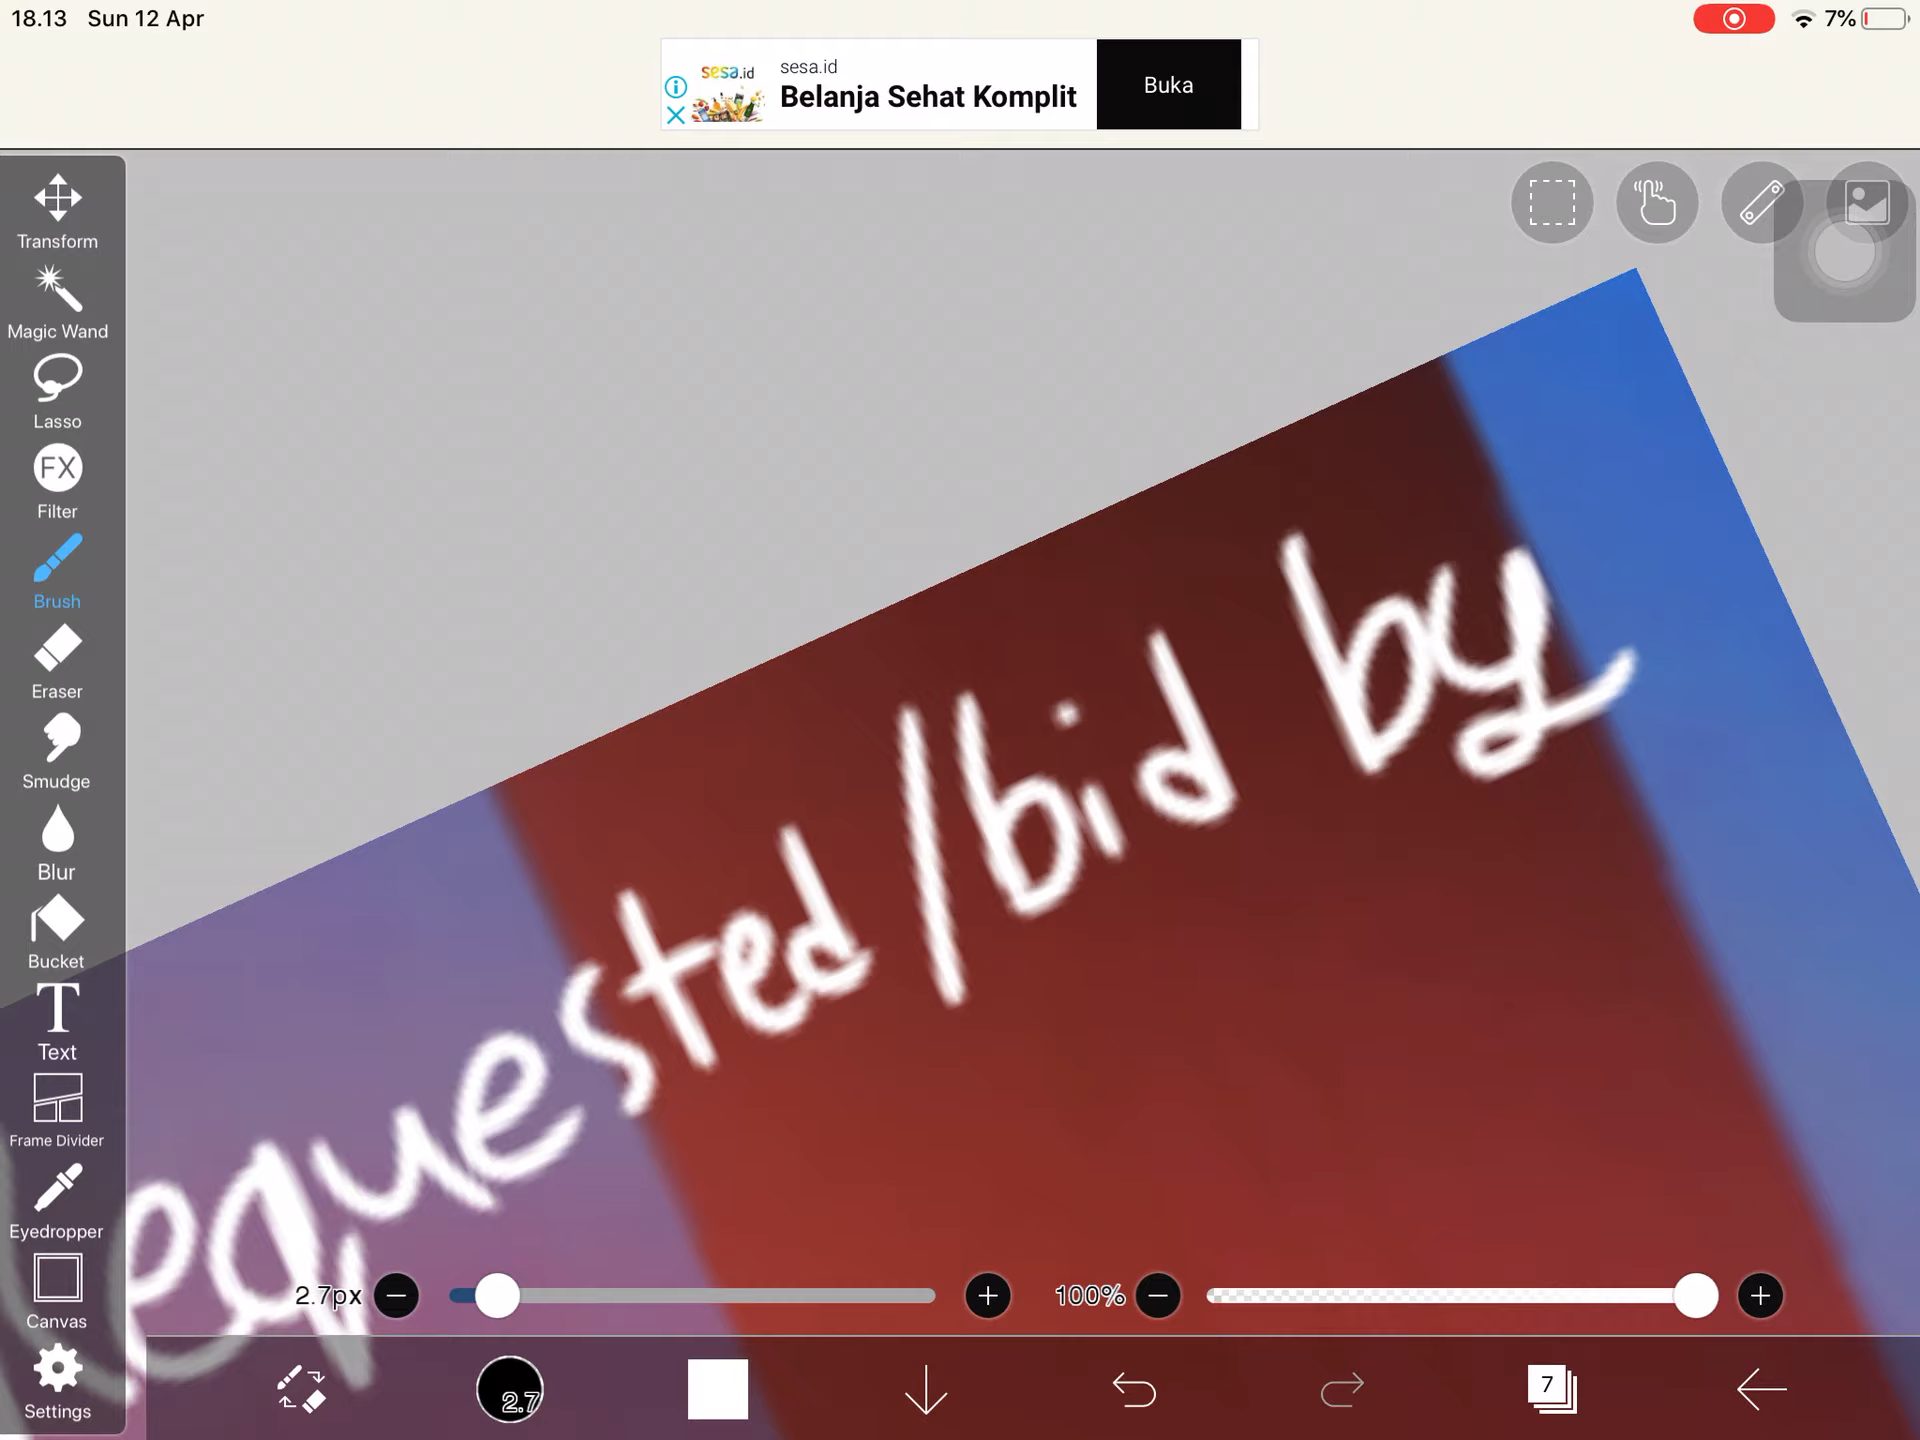 18.13 Sun 12 Apr
7%
sesa.id
sesa.id
Belanja Sehat Komplit
Buka
Transform
Magic Wand
Lasso
FX
Filter
Brush
Eraser
Smudge
Blur
Bucket
T
Text
Frame Divider
Eyedropper
Canvas
Settings
equested/bid by
2.7px
100%
2.7
7